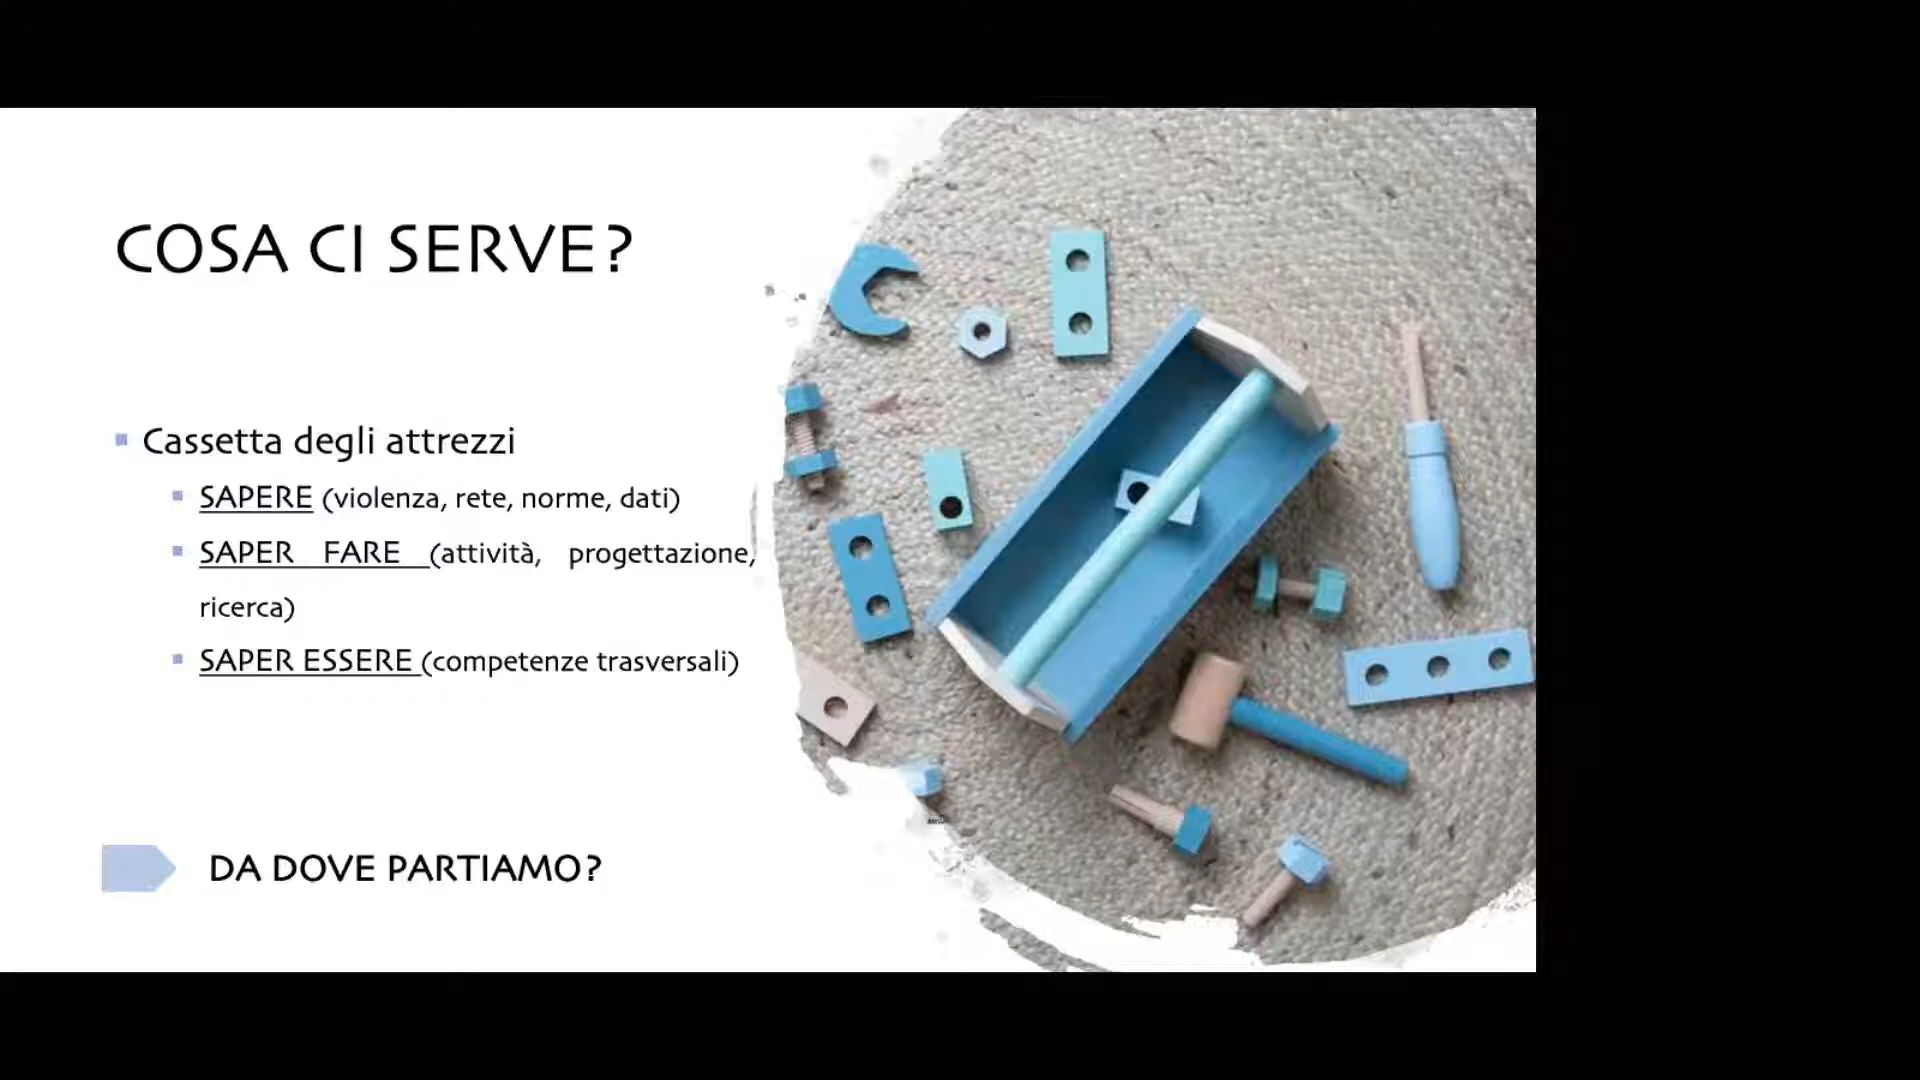 COSA CI SERVE?
Cassetta degli attrezzi
SAPERE (violenza, rete, norme, dati)
SAPER FARE (attività, progettazione,
ricerca)
SAPER ESSERE (competenze trasversali)
DA DOVE PARTIAMO?